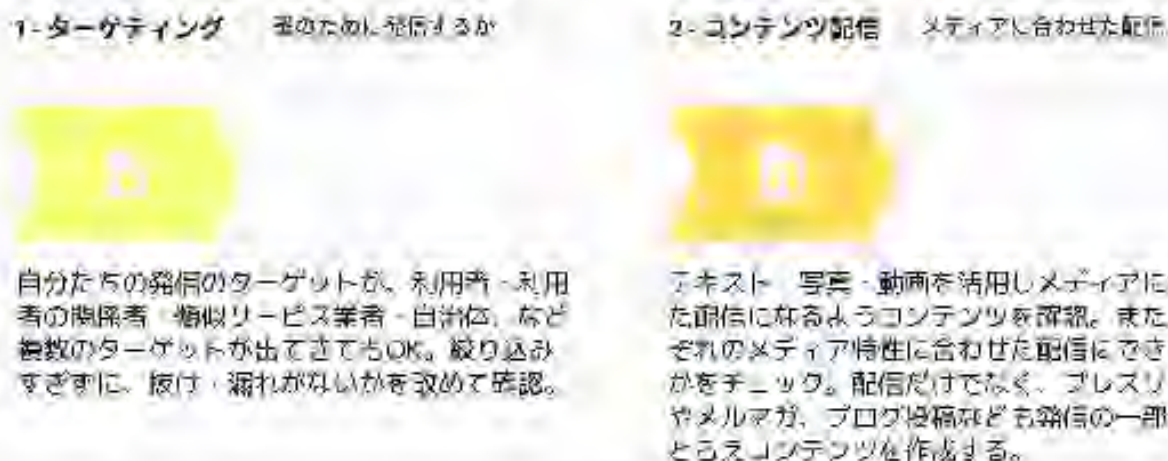 1- ターゲティング 誰のために発信するか
自分たちの発信のターゲットが、利用者・利用
者の関係者・類似サービス業者・自治体、など
複数のターゲットが出てきてもOK。絞り込み
すぎずに、抜け・漏れがないかを改めて確認。
2- コンテンツ配信 メディアに合わせた配信
テキスト・写真・動画を活用しメディアに
た配信になるようコンテンツを確認。また
ぞれのメディア特性に合わせた配信にでき
かをチェック。配信だけでなく、プレスリ
やメルマガ、ブログ投稿なども発信の一部
とらえコンテンツを作成する。